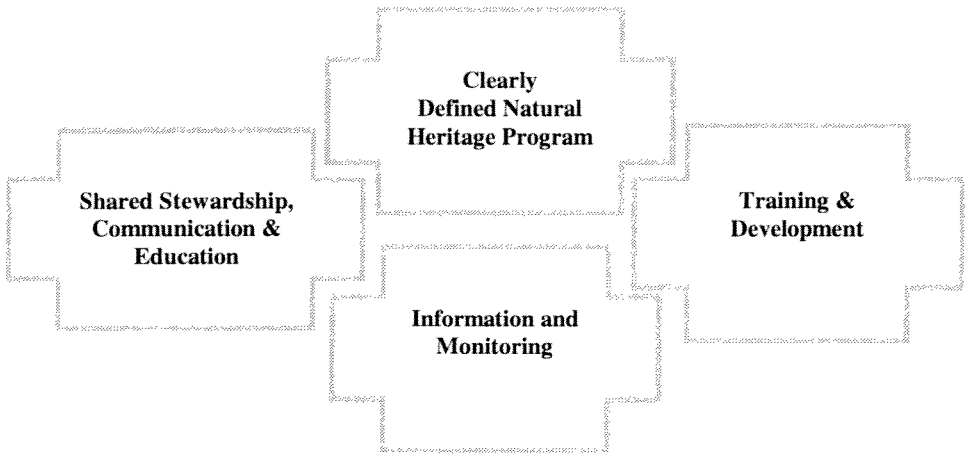 Clearly
Defined Natural
Heritage Program
Shared Stewardship,
Communication &
Education
Training &
Development
Information and
Monitoring